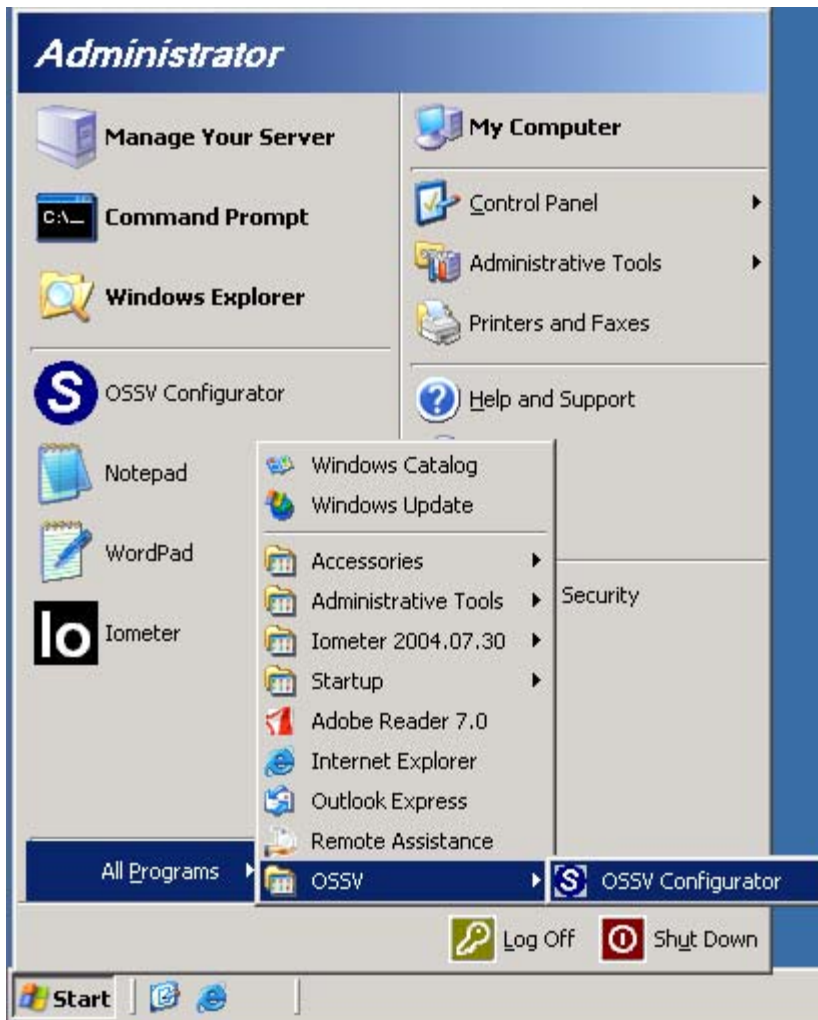 Administrator
Manage Your Server
Command Prompt
Windows Explorer
OSSV Configurator
Notepad
WordPad
Iometer
My Computer
Control Panel
Administrative Tools
Printers and Faxes
Help and Support
Security
Windows Catalog
Windows Update
Accessories
Administrative Tools
Iometer 2004.07.30
Startup
Adobe Reader 7.0
Internet Explorer
Outlook Express
Remote Assistance
OSSV
OSSV Configurator
All Programs
Log Off
Shut Down
Start
C:\_
S
Io
S